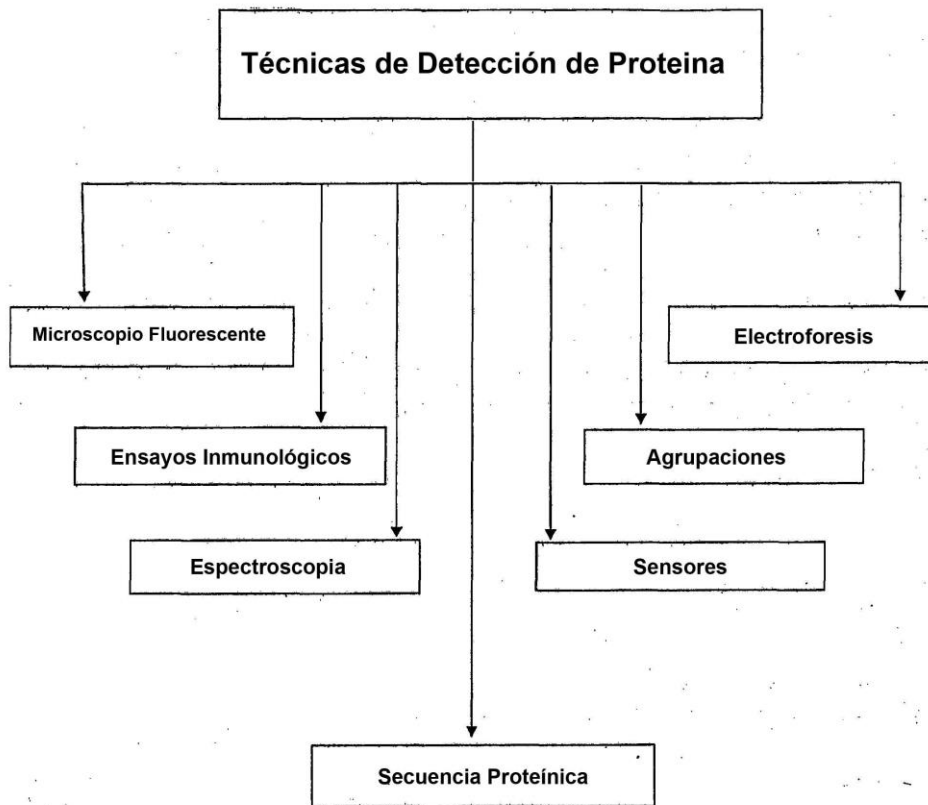 Técnicas de Detección de Proteina
Microscopio Fluorescente
Electroforesis
Ensayos Inmunológicos
Agrupaciones
Espectroscopia
Sensores
Secuencia Proteínica